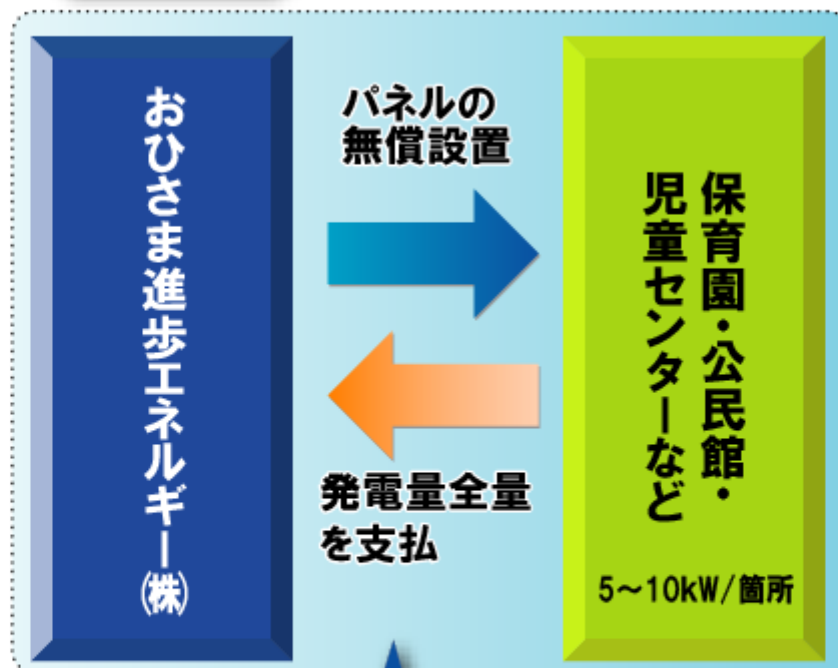 おひさま進歩エネルギー㈱
パネルの
無償設置
発電量全量
を支払
保育園・公民館・
児童センターなど
5～10kW/箇所